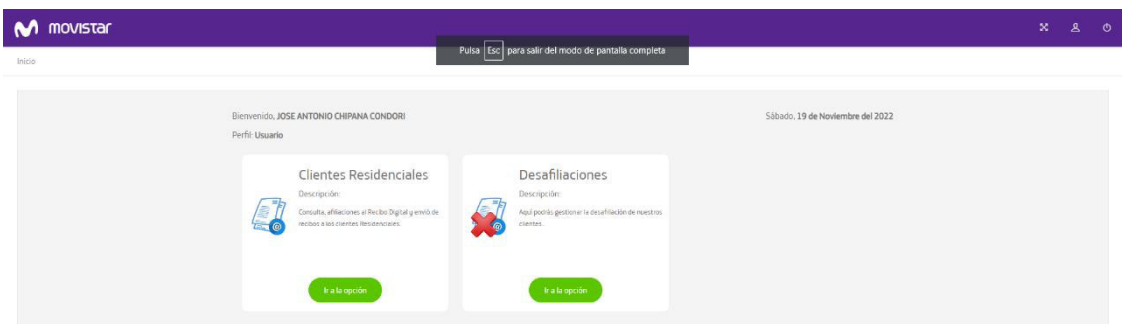 movistar
Pulsa Esc para salir del modo de pantalla completa
Inicio
Bienvenido, JOSE ANTONIO CHIPANA CONDORI
Sábado, 19 de Noviembre del 2022
Perfil: Usuario
Clientes Residenciales
Descripción:
Consulta, afiliaciones al Recibo Digital y envió de
recibos a los clientes Residenciales.
Ir a la opción
Desafiliaciones
Descripción:
Aquí podrás gestionar la desafiliación de nuestros
clientes.
Ir a la opción